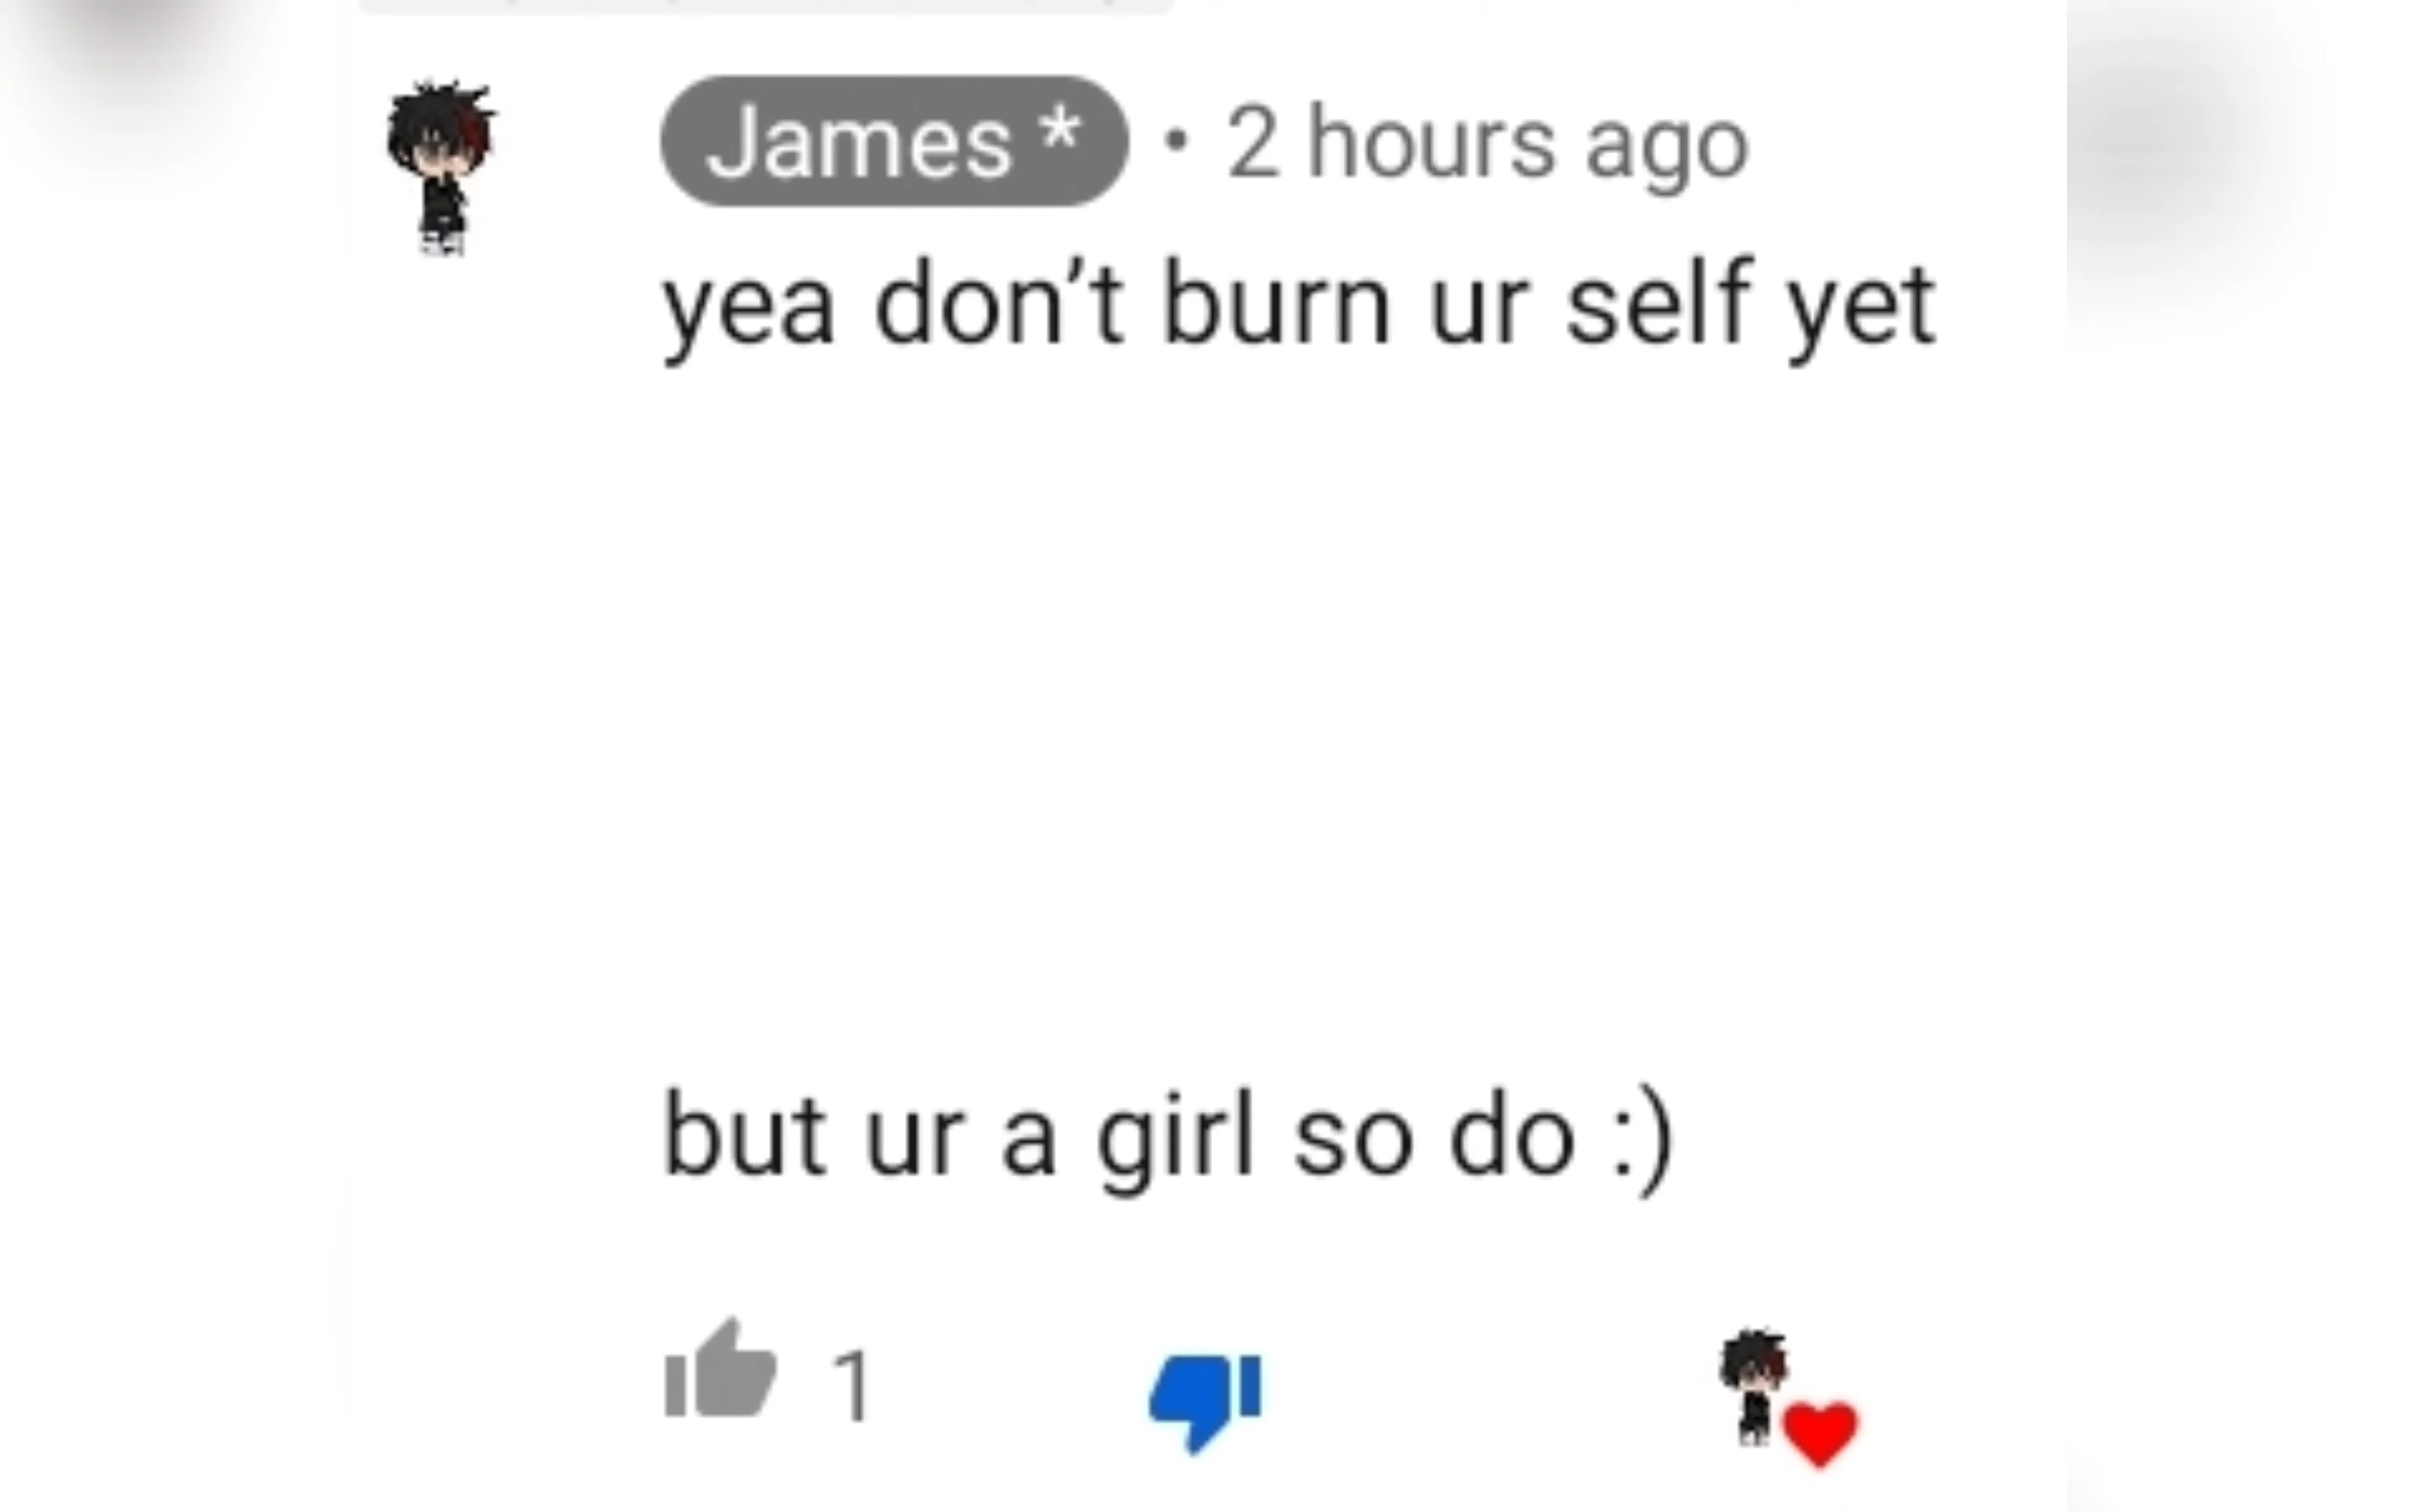 James * • 2 hours ago
yea don’t burn ur self yet
but ur a girl so do :)
1